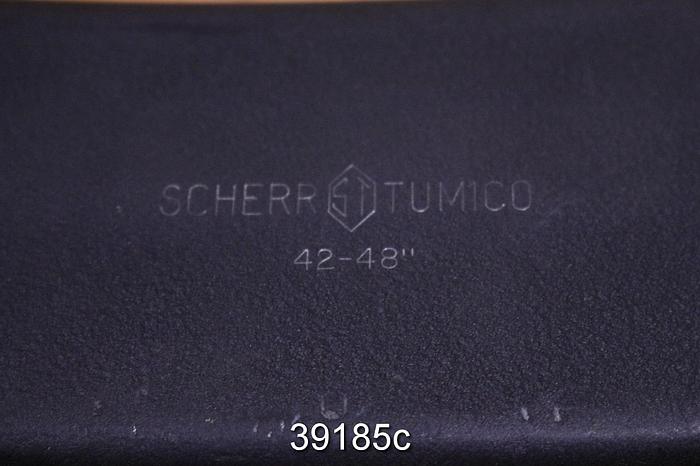 SCHERR ST TUMICO
42-48"
U
39185c